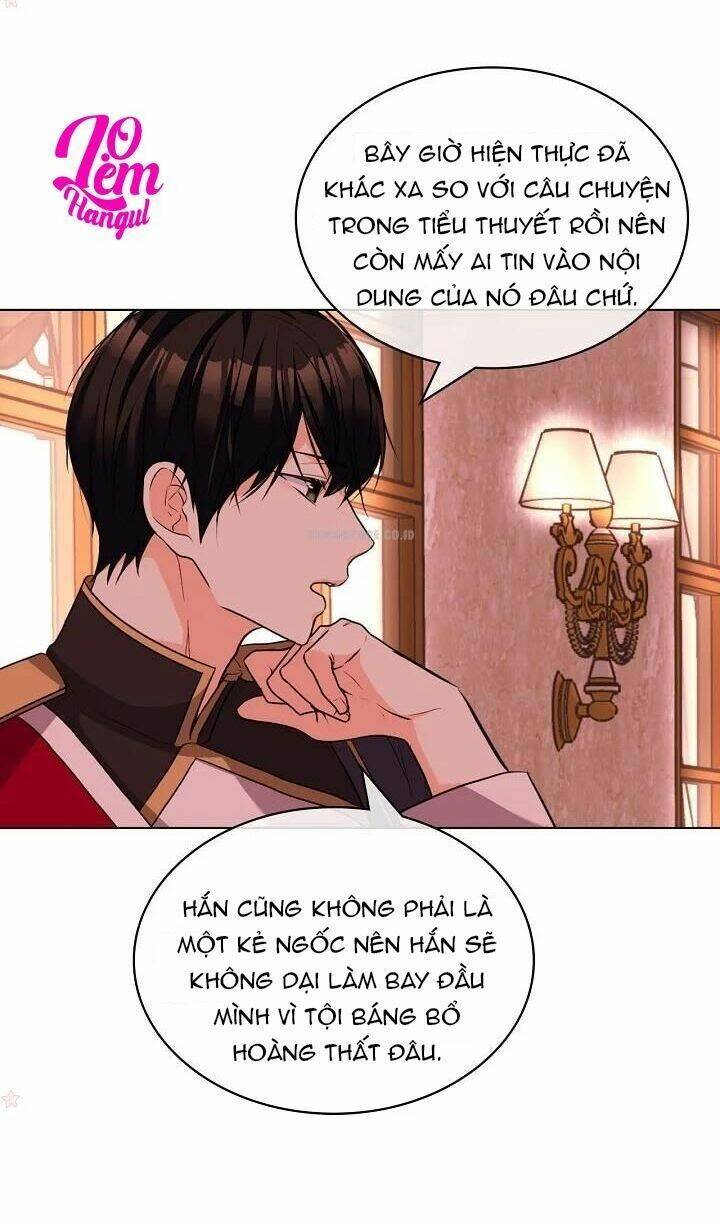 Lọ
Lem
Hangul
BÂY GIỜ HIỆN THỰC ĐÃ
KHÁC XA SO VỚI CÂU CHUYỆN
TRONG TIỂU THUYẾT RỒI NÊN
CÒN MẤY AI TIN VÀO NỘI
DUNG CỦA NÓ ĐÂU CHỨ.
HẮN CŨNG KHÔNG PHẢI LÀ
MỘT KẺ NGỐC NÊN HẮN SẼ
KHÔNG DẠI LÀM BAY ĐẦU
MÌNH VÌ TỘI BÁNG BỔ
HOÀNG THẤT ĐÂU.